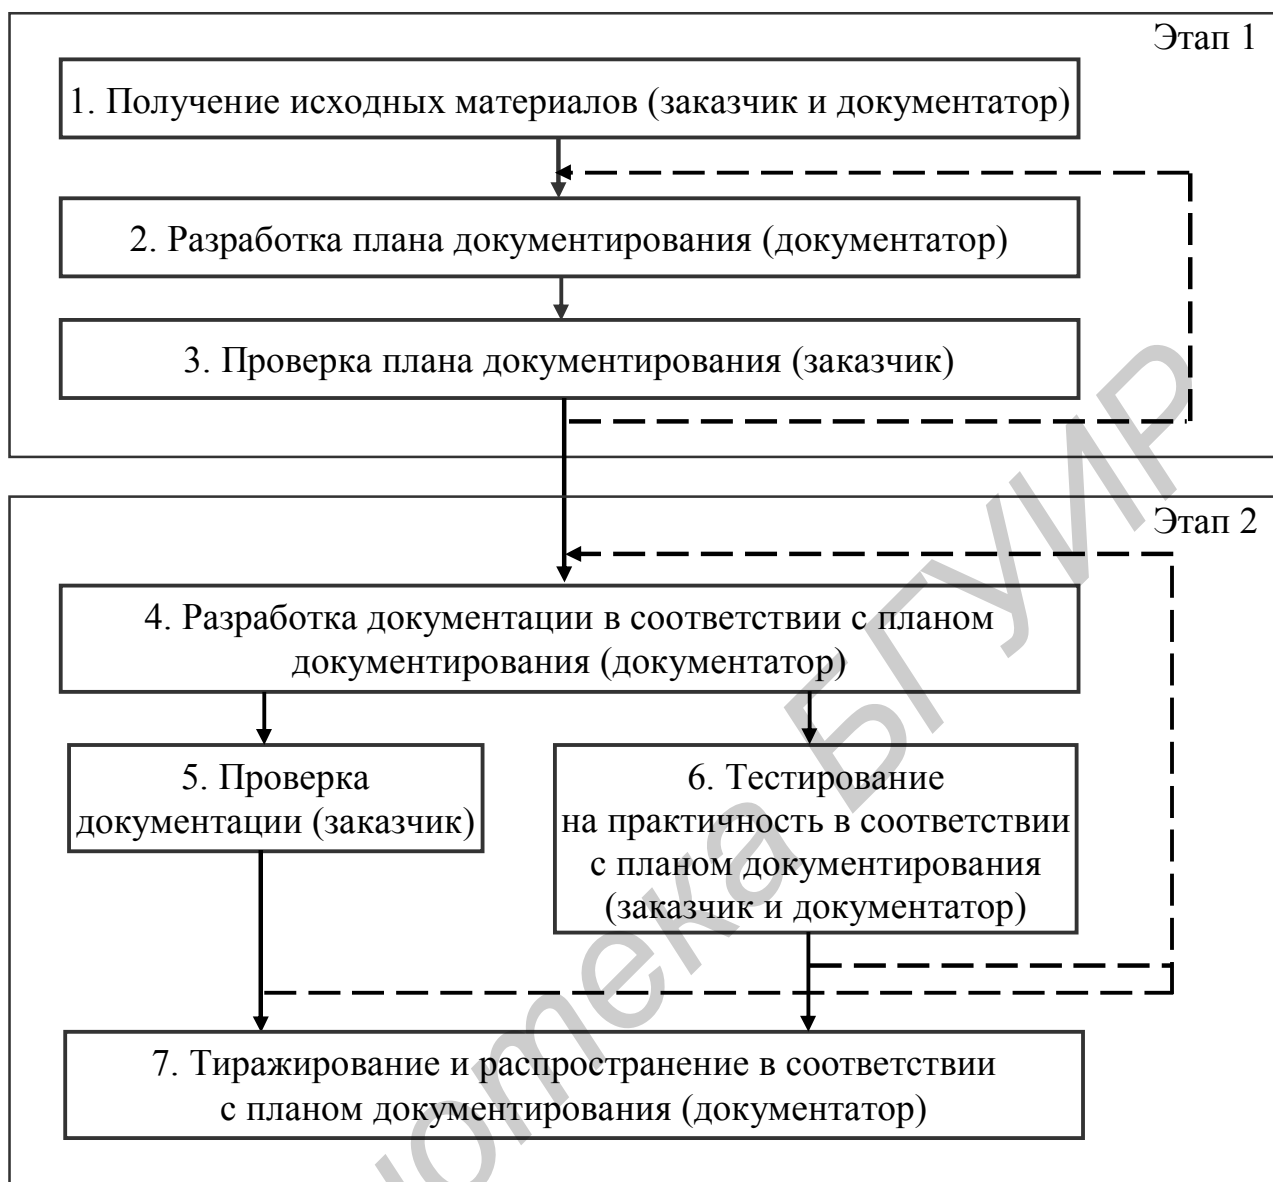 Этап 1
1. Получение исходных материалов (заказчик и документатор)
2. Разработка плана документирования (документатор)
3. Проверка плана документирования (заказчик)
Этап 2
4. Разработка документации в соответствии с планом
документирования (документатор)
5. Проверка
документации (заказчик)
6. Тестирование
на практичность в соответствии
с планом документирования
(заказчик и документатор)
7. Тиражирование и распространение в соответствии
с планом документирования (документатор)
БГУИР